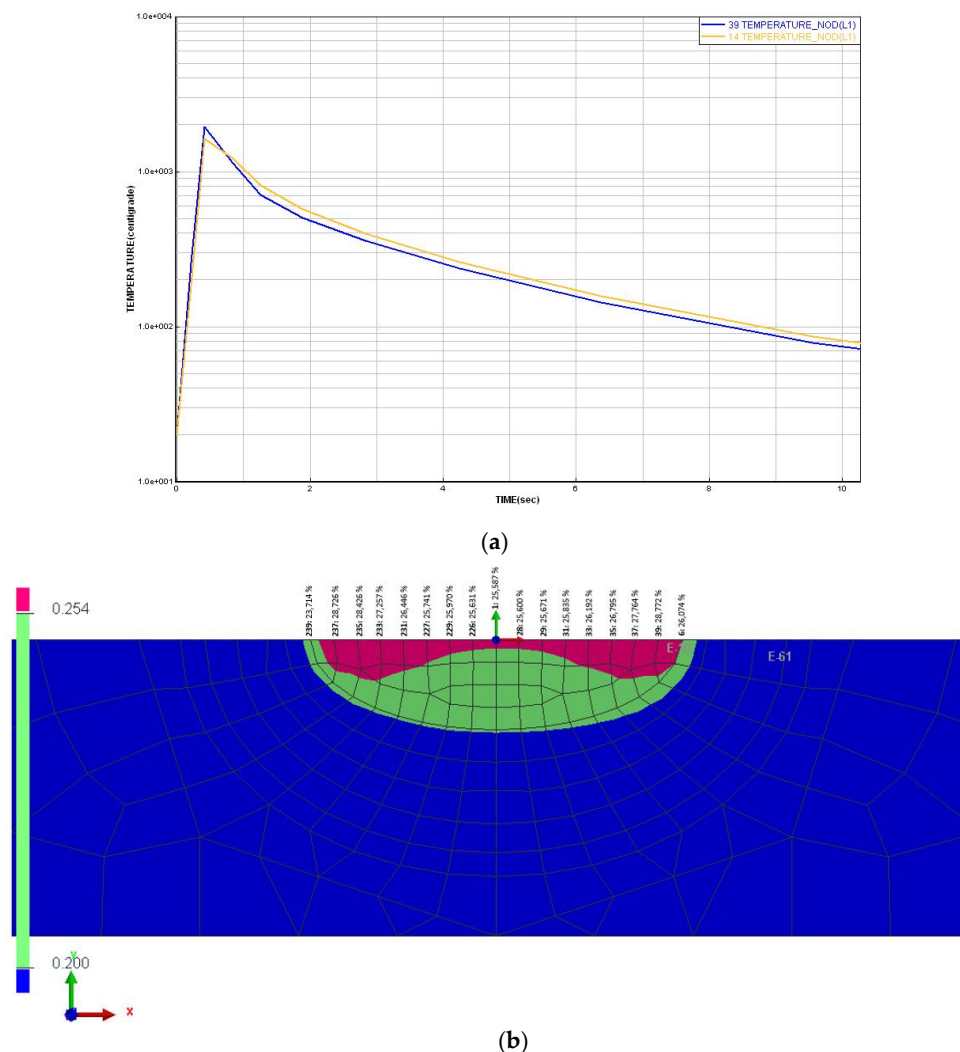 1.0e+004
39 TEMPERATURE_NOD(L1)
14 TEMPERATURE_NOD(L1)
1.0e+003
TEMPERATURE(centigrade)
1.0e+002
1.0e+001
0 2 4 6 8 10
TIME(sec)
(a)
0.254
239: 23,714 %
237: 28,726 %
235: 28,426 %
233: 27,257 %
231: 26,446 %
227: 25,741 %
229: 25,970 %
226: 25,631 %
1: 25,587 %
28: 25,600 %
29: 25,671 %
31: 25,835 %
33: 26,192 %
35: 26,795 %
37: 27,764 %
39: 28,772 %
6: 26,074 %
E-61
0.200
Y
X
(b)